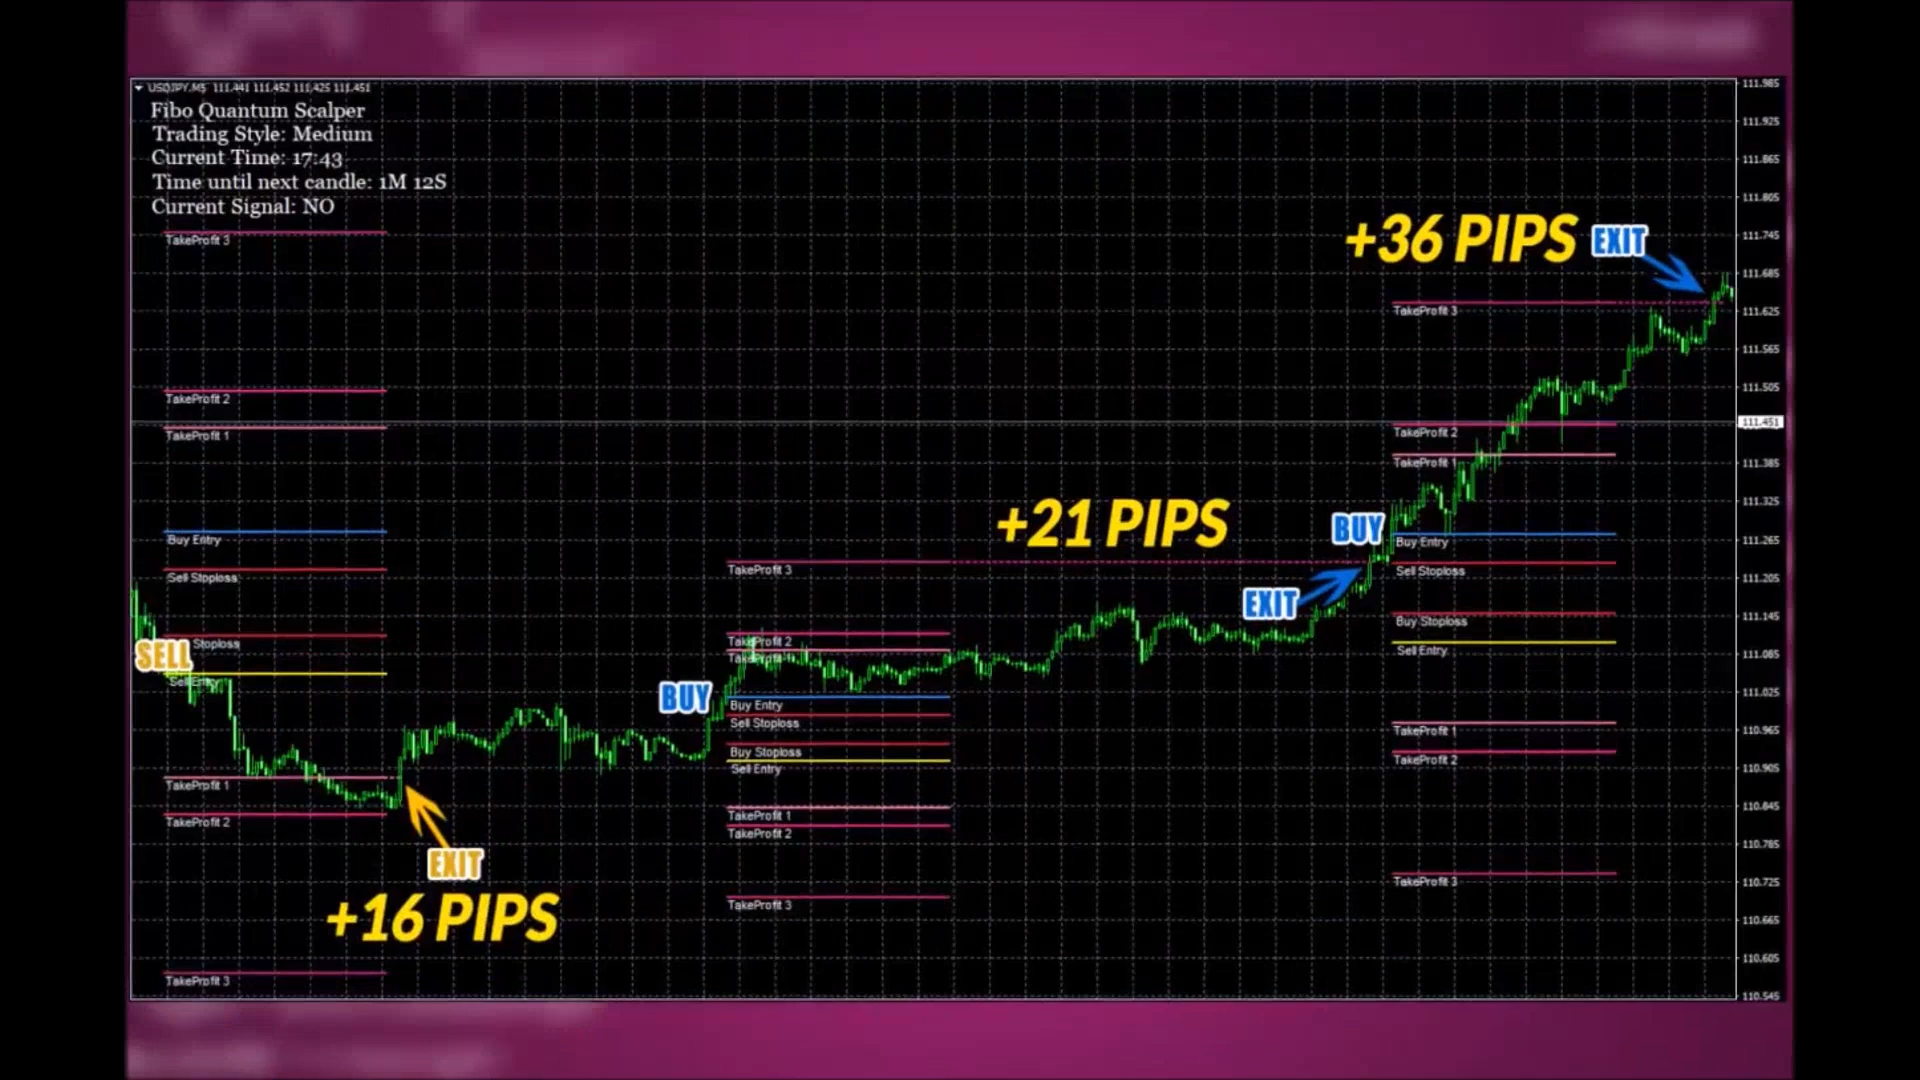 USDJPY,M5 111.441 111.452 111.425 111.451
Fibo Quantum Scalper
Trading Style: Medium
Current Time: 17:43
Time until next candle: 1M 12S
Current Signal: NO
TakeProfit 3
TakeProfit 2
TakeProfit 1
Buy Entry
Sell Stoploss
Stoploss
SELL
Sell Entry
TakeProfit 1
TakeProfit 2
EXIT
+16 PIPS
TakeProfit 3
BUY
TakeProfit 3
TakeProfit 2
TakeProfit 1
Buy Entry
Sell Stoploss
Buy Stoploss
Sell Entry
TakeProfit 1
TakeProfit 2
TakeProfit 3
+21 PIPS
EXIT
BUY
+36 PIPS EXIT
TakeProfit 3
TakeProfit 2
TakeProfit 1
Buy Entry
Sell Stoploss
Buy Stoploss
Sell Entry
TakeProfit 1
TakeProfit 2
TakeProfit 3
111.985
111.925
111.865
111.805
111.745
111.685
111.625
111.565
111.505
111.451
111.385
111.325
111.265
111.205
111.145
111.085
111.025
110.965
110.905
110.845
110.785
110.725
110.665
110.605
110.545